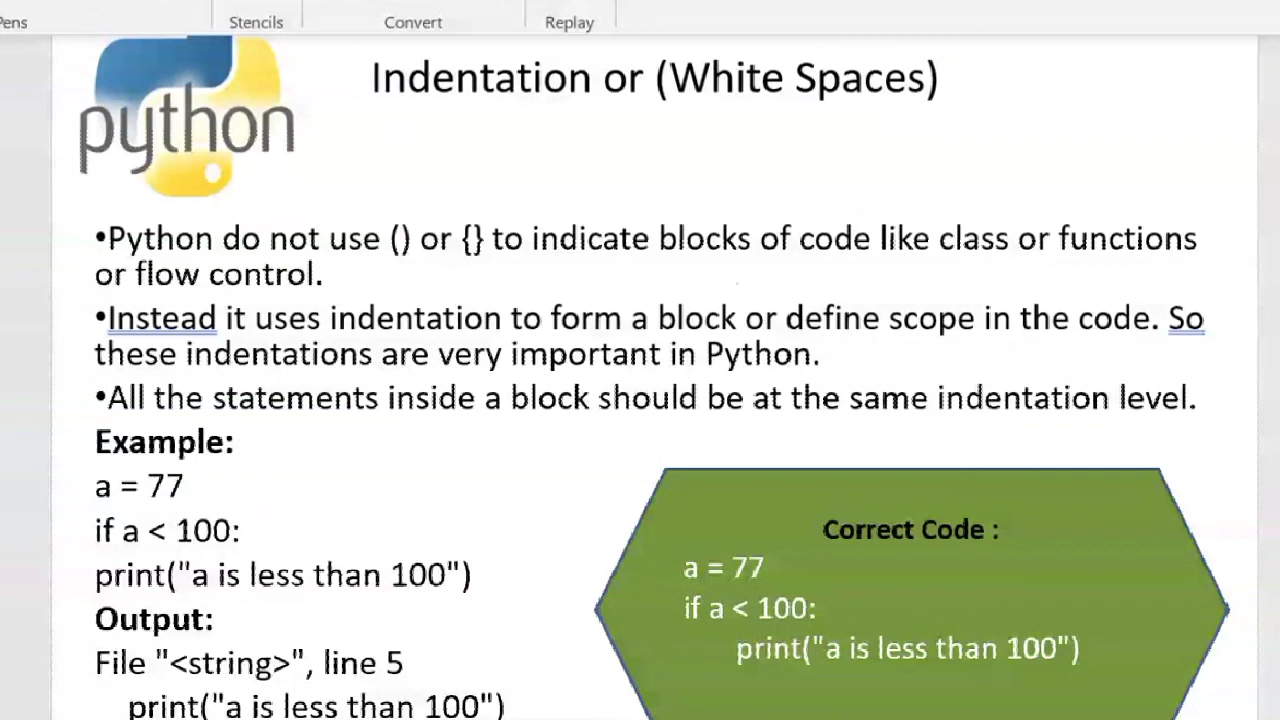 Pens Stencils Convert Replay
python
Indentation or (White Spaces)
•Python do not use () or {} to indicate blocks of code like class or functions
or flow control.
•Instead it uses indentation to form a block or define scope in the code. So
these indentations are very important in Python.
•All the statements inside a block should be at the same indentation level.
Example:
a = 77
if a < 100:
print("a is less than 100")
Output:
File "<string>", line 5
print("a is less than 100")
Correct Code :
a = 77
if a < 100:
print("a is less than 100")